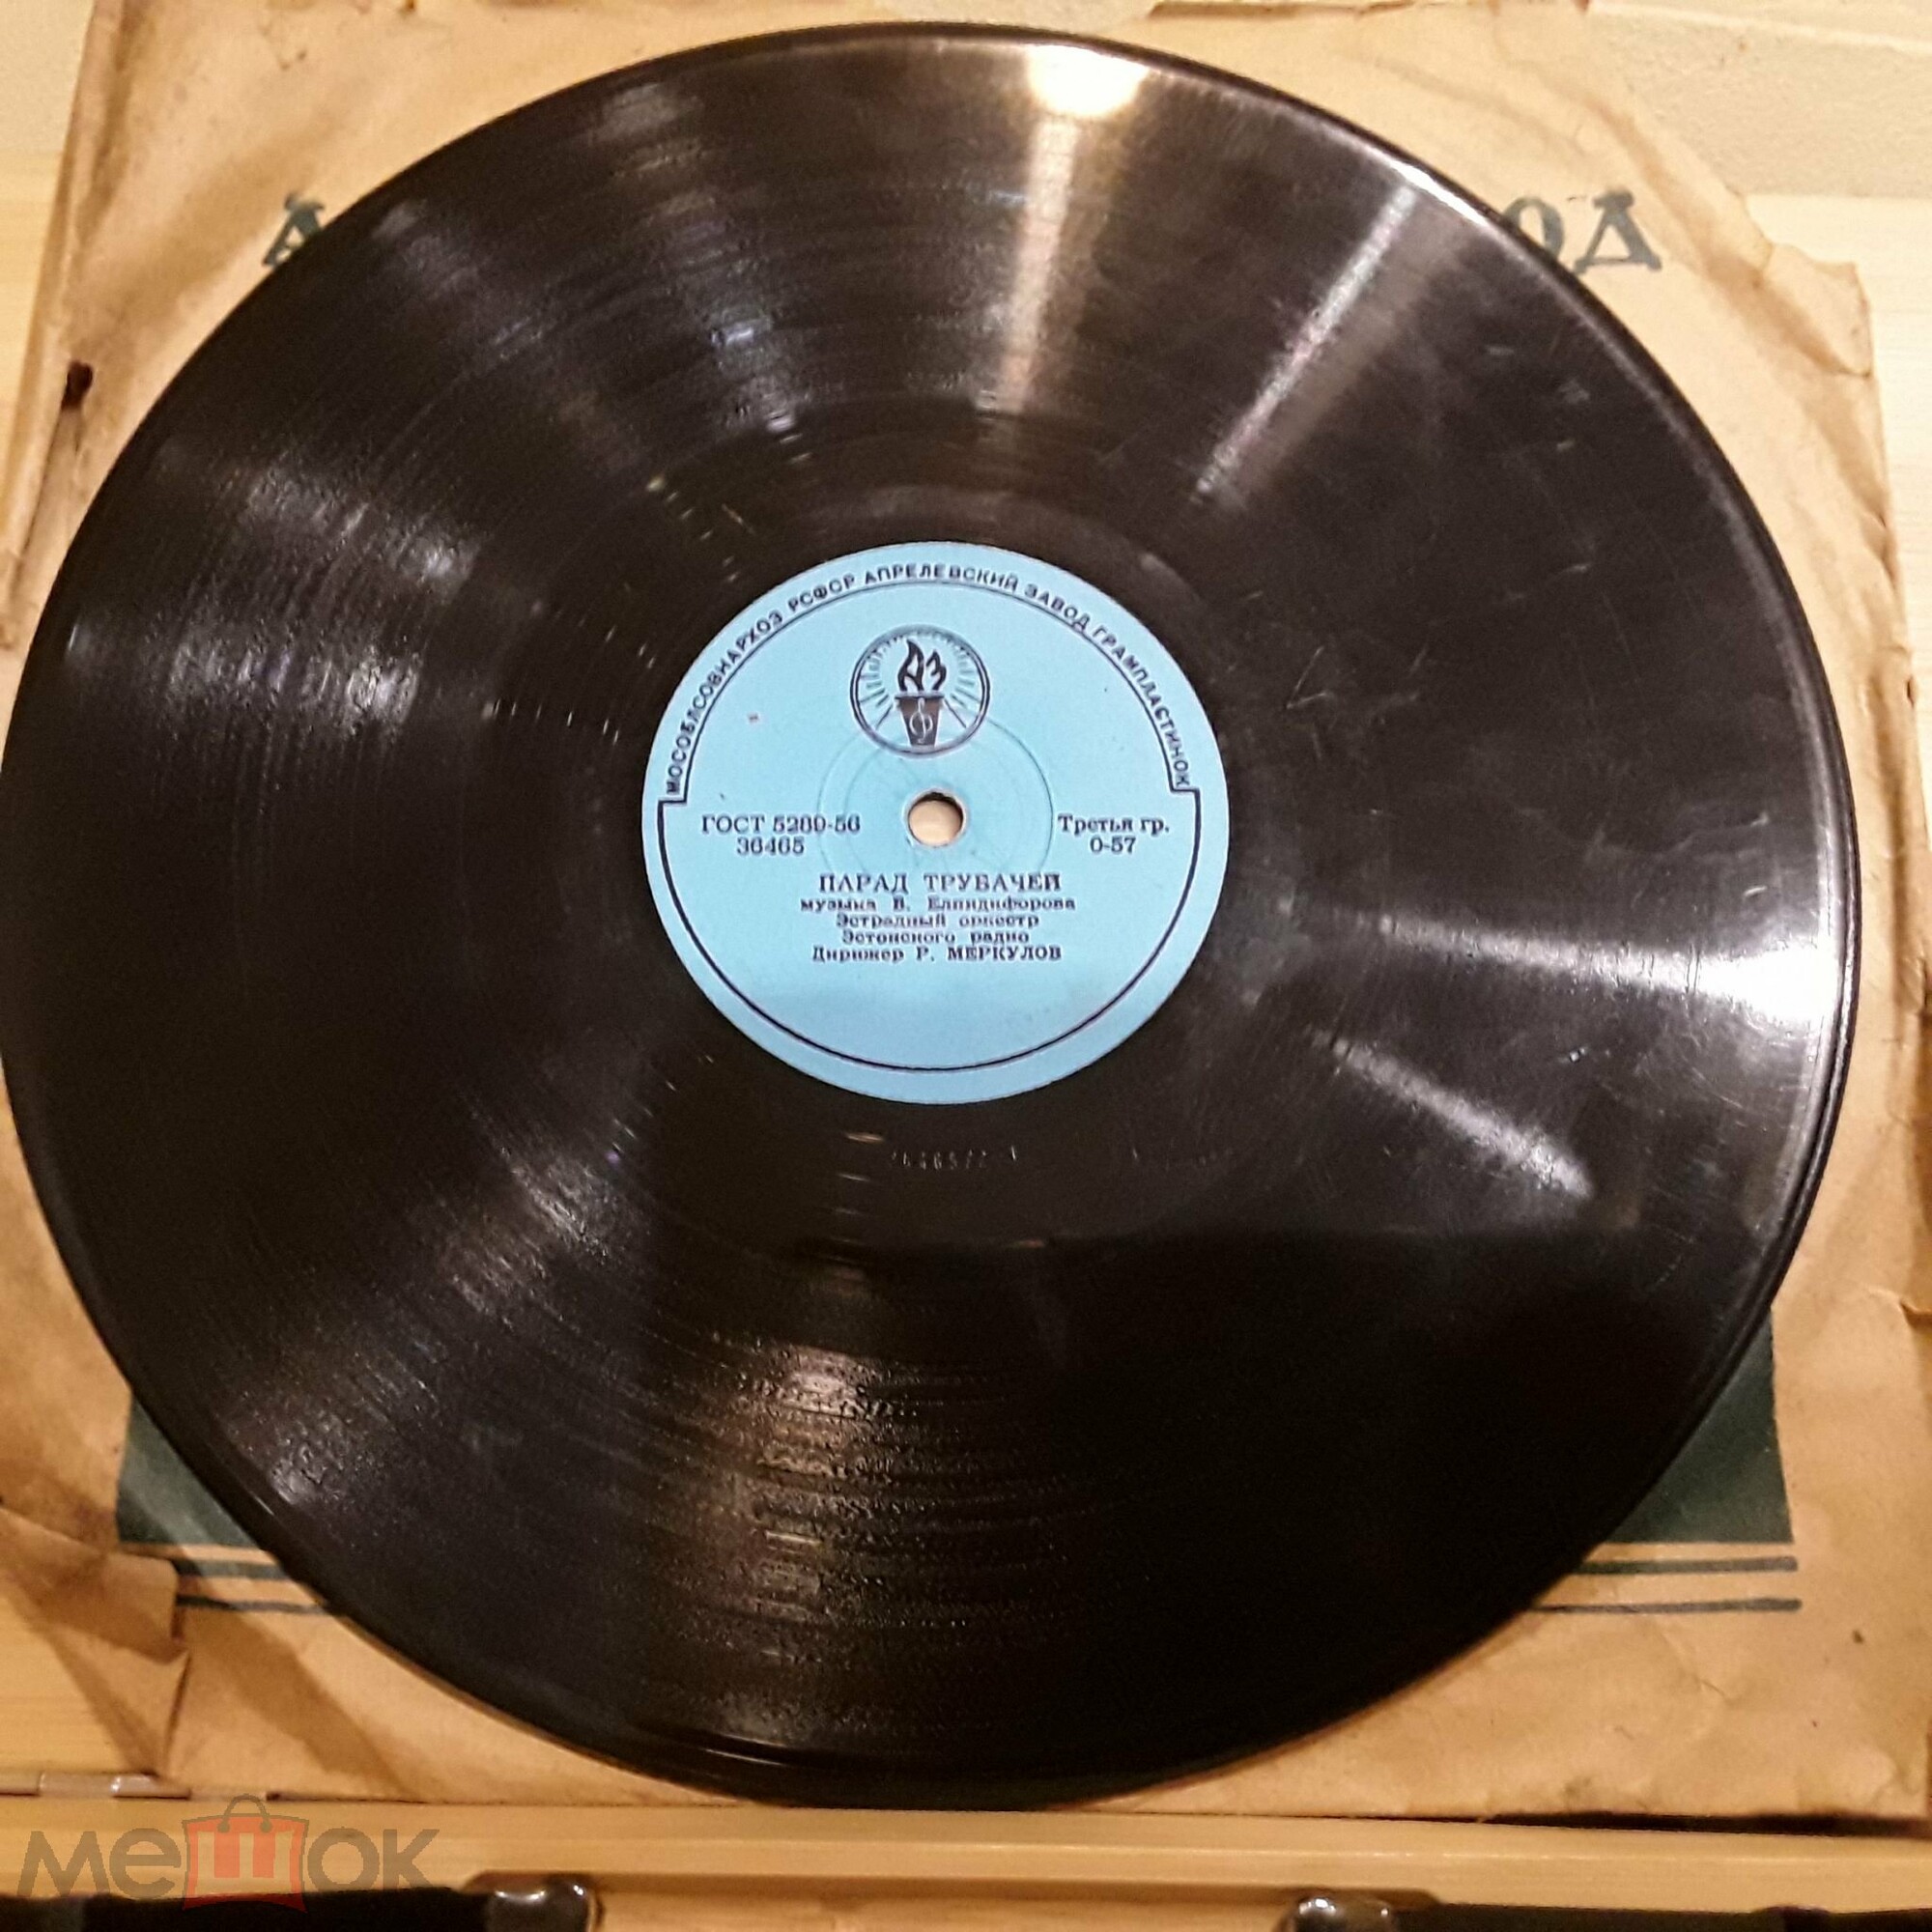 МОСОБЛСОВНАРХОЗ РСФСР АПРЕЛЕВСКИЙ ЗАВОД ГРАМПЛАСТИНОК
АЗ
ГОСТ 5289-56
36465
Третья гр.
0-57
ПАРАД ТРУБАЧЕЙ
музыка В. Елпидифорова
Эстрадный оркестр
Эстонского радио
Дирижер Р. МЕРКУЛОВ
мешок